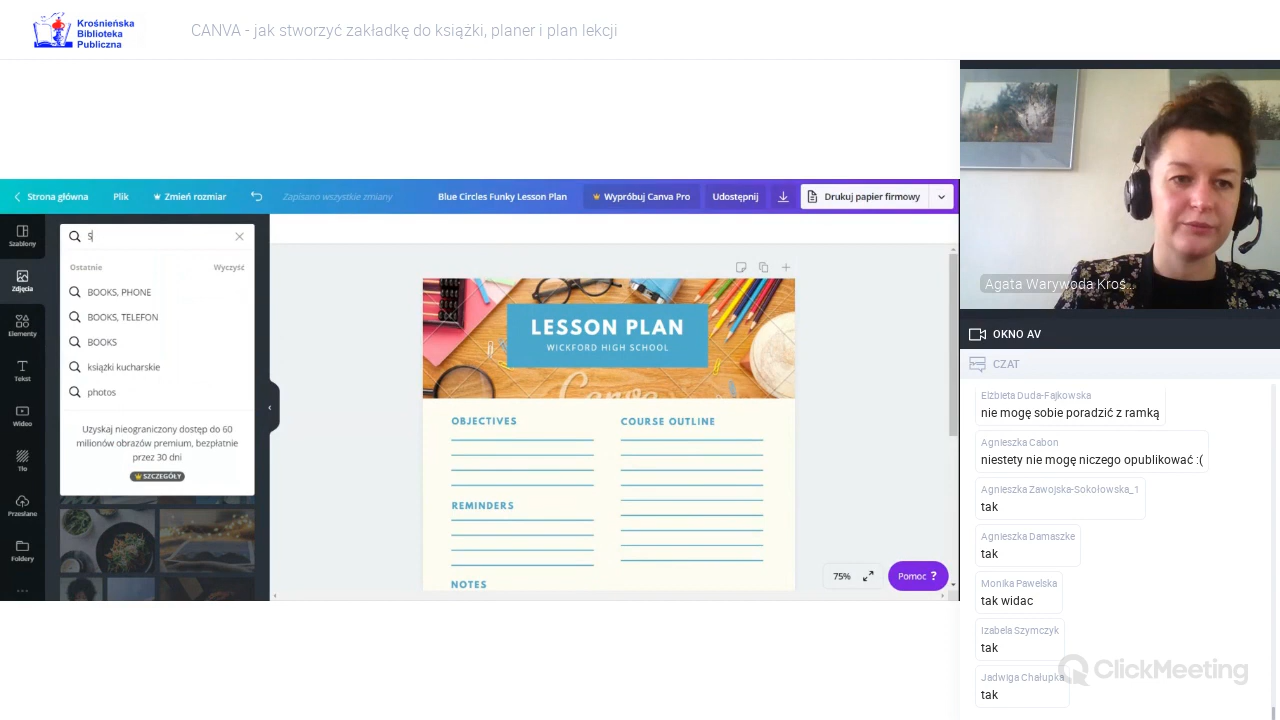 Krośnieńska
Biblioteka
Publiczna
CANVA - jak stworzyć zakładkę do książki, planer i plan lekcji
Strona główna
Plik
Zmień rozmiar
Zapisano wszystkie zmiany
Blue Circles Funky Lesson Plan
Wypróbuj Canva Pro
Udostępnij
Drukuj papier firmowy
Szablony
Zdjęcia
Elementy
Tekst
Wideo
Tło
Przesłane
Foldery
S
Ostatnie
Wyczyść
BOOKS, PHONE
BOOKS, TELEFON
BOOKS
książki kucharskie
photos
Uzyskaj nieograniczony dostęp do 60
milionów obrazów premium, bezpłatnie
przez 30 dni
SZCZEGÓŁY
LESSON PLAN
WICKFORD HIGH SCHOOL
Canva
OBJECTIVES
COURSE OUTLINE
REMINDERS
NOTES
75%
Pomoc ?
Agata Warywoda Kroś...
OKNO AV
CZAT
Elżbieta Duda-Fajkowska
nie mogę sobie poradzić z ramką
Agnieszka Cabon
niestety nie mogę niczego opublikować :(
Agnieszka Zawojska-Sokołowska_1
tak
Agnieszka Damaszke
tak
Monika Pawelska
tak widac
Izabela Szymczyk
tak
Jadwiga Chałupka
tak
ClickMeeting